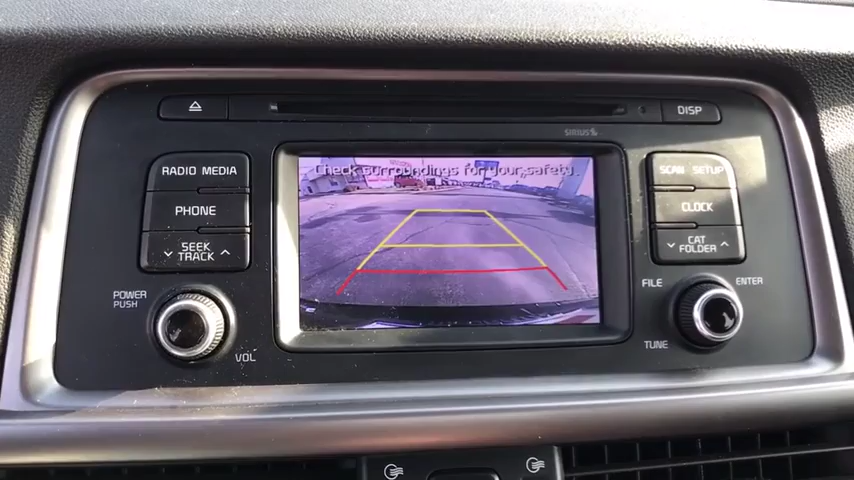 DISP
SIRIUS
Check surroundings for your safety
RADIO MEDIA
PHONE
SEEK
TRACK
SCAN SETUP
CLOCK
CAT
FOLDER
POWER
PUSH
VOL
FILE
ENTER
TUNE